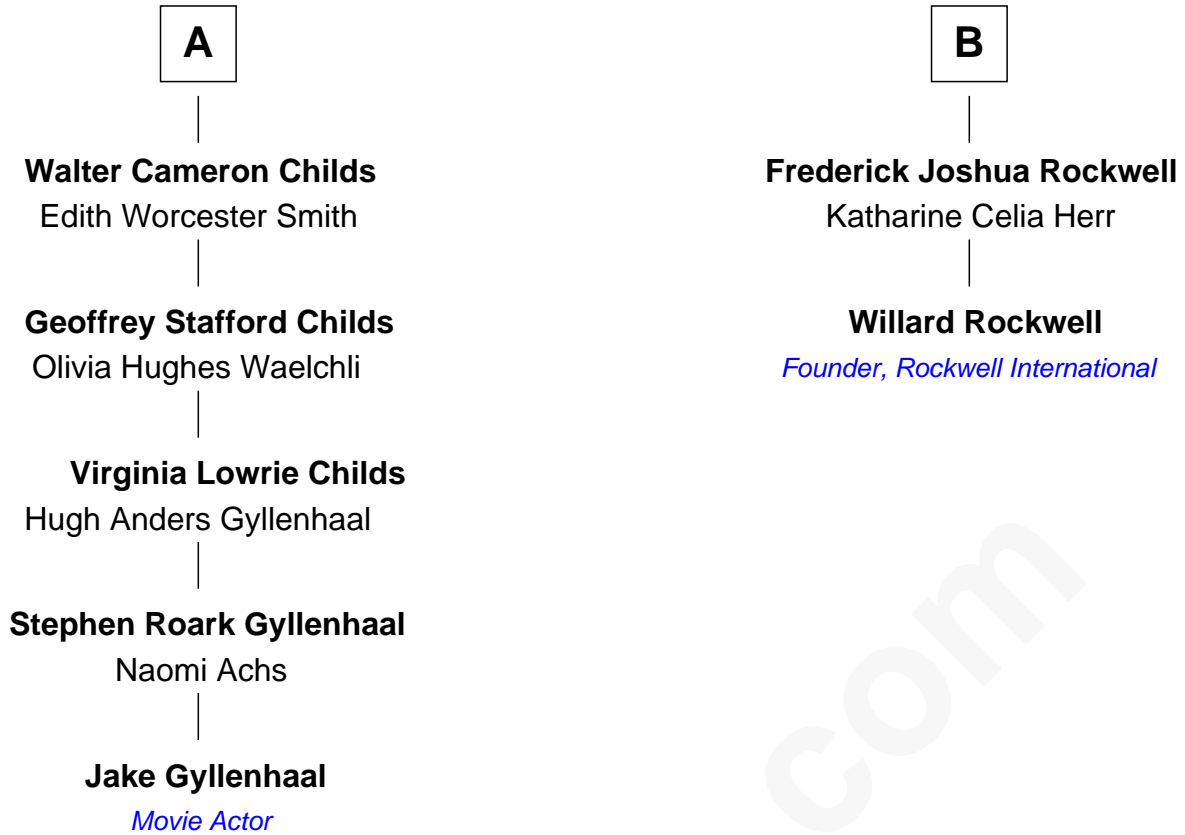 A
Walter Cameron Childs
Edith Worcester Smith
Geoffrey Stafford Childs
Olivia Hughes Waelchli
Virginia Lowrie Childs
Hugh Anders Gyllenhaal
Stephen Roark Gyllenhaal
Naomi Achs
Jake Gyllenhaal
Movie Actor
B
Frederick Joshua Rockwell
Katharine Celia Herr
Willard Rockwell
Founder, Rockwell International
com